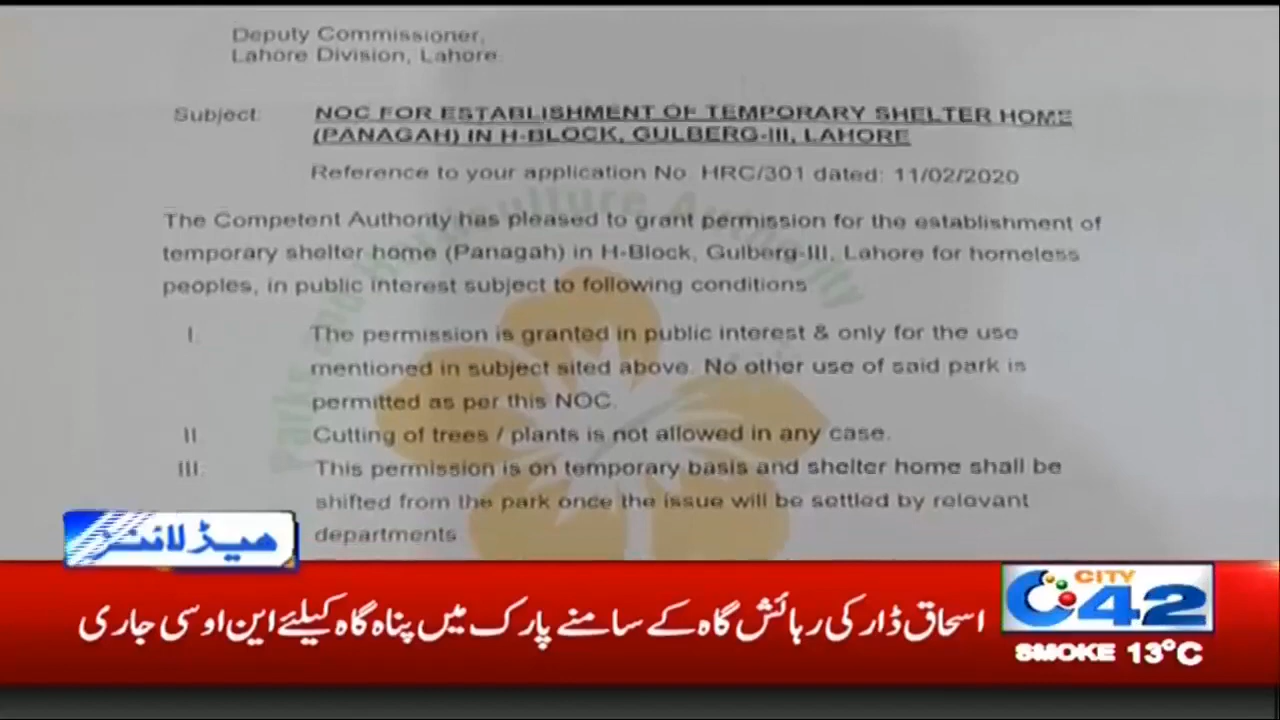 Deputy Commissioner,
Lahore Division, Lahore.
Subject: NOC FOR ESTABLISHMENT OF TEMPORARY SHELTER HOME
(PANAGAH) IN H-BLOCK, GULBERG-III, LAHORE
Reference to your application No. HRC/301 dated: 11/02/2020
The Competent Authority has pleased to grant permission for the establishment of
temporary shelter home (Panagah) in H-Block, Gulberg-III, Lahore for homeless
peoples, in public interest subject to following conditions
I. The permission is granted in public interest & only for the use
mentioned in subject sited above. No other use of said park is
permitted as per this NOC.
II. Cutting of trees / plants is not allowed in any case.
III. This permission is on temporary basis and shelter home shall be
shifted from the park once the issue will be settled by relevant
departments
Parks and Horticulture Authority
ہیڈ لائنز
اسحاق ڈار کی رہائش گاہ کے سامنے پارک میں پناہ گاہ کیلئے این او سی جاری
CITY
42
SMOKE 13°C